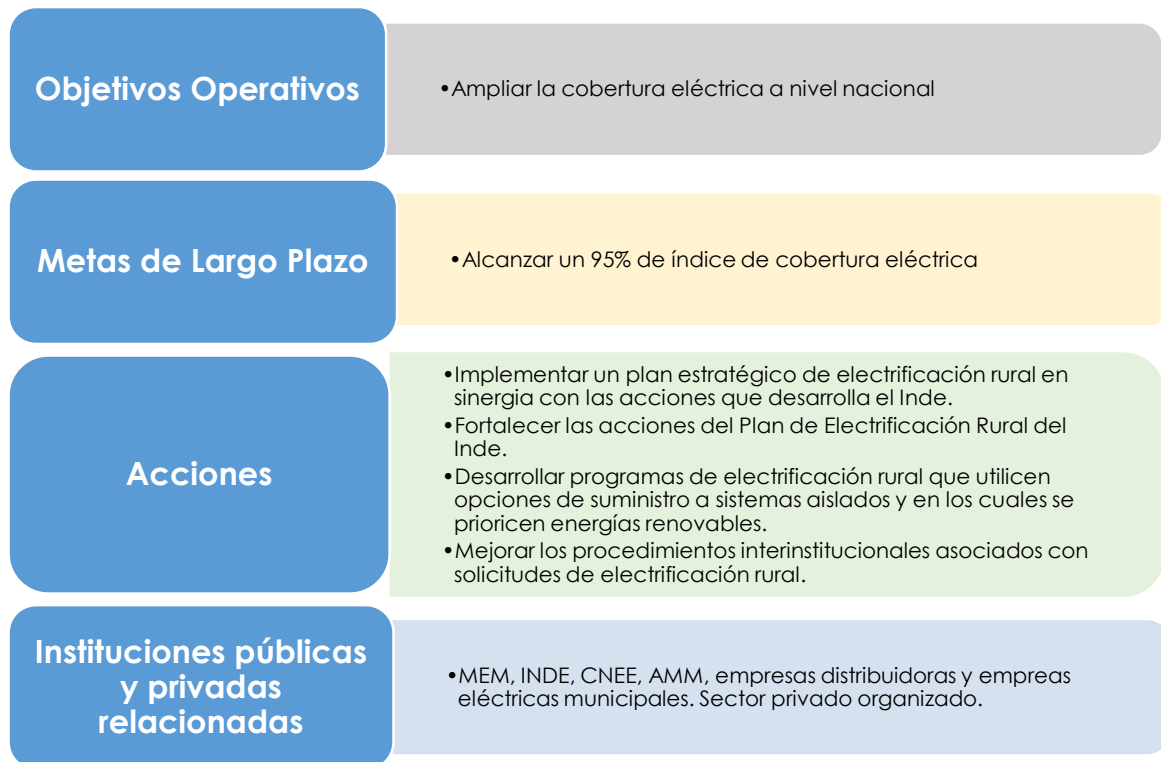 Objetivos Operativos
•Ampliar la cobertura eléctrica a nivel nacional
Metas de Largo Plazo
•Alcanzar un 95% de índice de cobertura eléctrica
Acciones
•Implementar un plan estratégico de electrificación rural en
sinergia con las acciones que desarrolla el Inde.
•Fortalecer las acciones del Plan de Electrificación Rural del
Inde.
•Desarrollar programas de electrificación rural que utilicen
opciones de suministro a sistemas aislados y en los cuales se
prioricen energías renovables.
•Mejorar los procedimientos interinstitucionales asociados con
solicitudes de electrificación rural.
Instituciones públicas
y privadas
relacionadas
•MEM, INDE, CNEE, AMM, empresas distribuidoras y empreas
eléctricas municipales. Sector privado organizado.